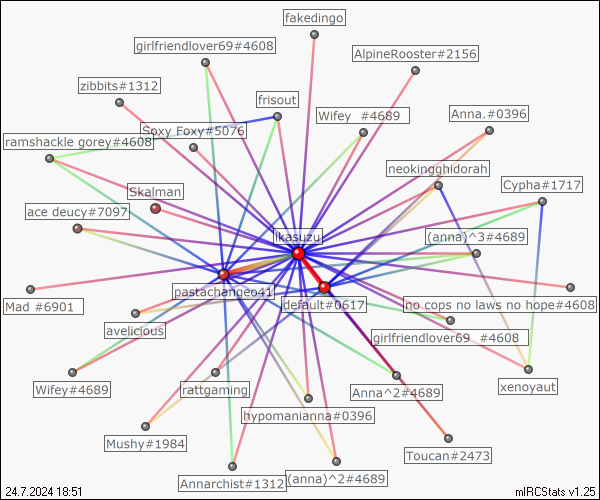 fakedingo
girlfriendlover69#4608
AlpineRooster#2156
zibbits#1312
frisout
Wifey   #4689
Anna.#0396
Soxy Foxy#5076
ramshackle gorey#4608
neokingghidorah
Skalman
Cypha#1717
ace deucy#7097
ikasuzu
(anna)^3#4689
pastachangeo41
default#0617
no cops no laws no hope#4608
Mad #6901
avelicious
girlfriendlover69   #4608
Wifey#4689
rattgaming
Anna^2#4689
xenoyaut
hypomanianna#0396
Mushy#1984
Toucan#2473
Annarchist#1312
(anna)^2#4689
24.7.2024 18:51
mIRCStats v1.25